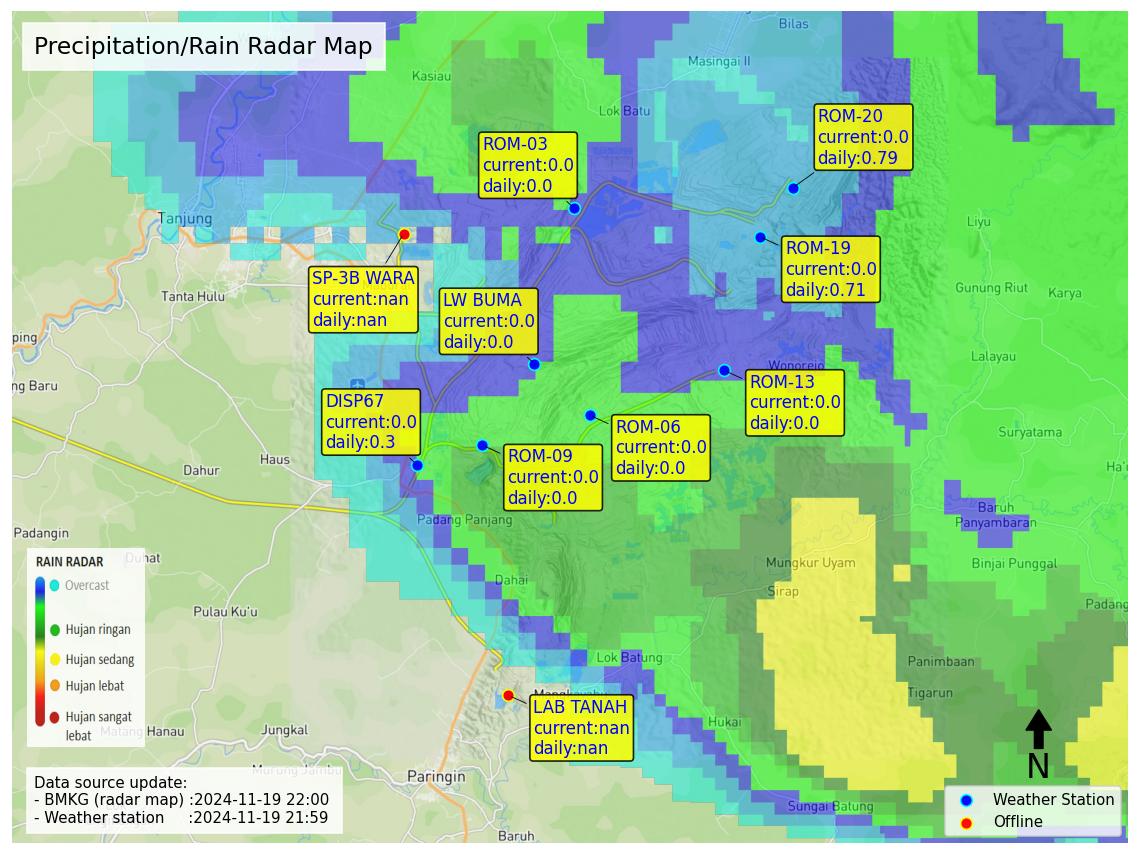 Precipitation/Rain Radar Map
Bilas
Masingai II
Kasiau
Lok Batu
ROM-20
current:0.0
daily:0.79
ROM-03
current:0.0
daily:0.0
Tanjung
Liyu
ROM-19
current:0.0
daily:0.71
SP-3B WARA
current:nan
daily:nan
Tanta Hulu
LW BUMA
current:0.0
daily:0.0
Gunung Riut
Karya
ping
Lalayau
Wonorejo
ng Baru
ROM-13
current:0.0
daily:0.0
DISP67
current:0.0
daily:0.3
ROM-06
current:0.0
daily:0.0
Suryatama
ROM-09
current:0.0
daily:0.0
Haus
Dahur
Ha'u
Baruh
Panyambaran
Padang Panjang
Padangin
Duhat
Mungkur Uyam
Binjai Punggal
Dahai
Sirap
Padang
Pulau Ku'u
RAIN RADAR
Overcast
Hujan ringan
Hujan sedang
Hujan lebat
Hujan sangat
lebat
Lok Batung
Panimbaan
Tigarun
LAB TANAH
current:nan
daily:nan
Hukai
Matang Hanau
Jungkal
Murung Jambu
Paringin
N
Data source update:
- BMKG (radar map) :2024-11-19 22:00
- Weather station :2024-11-19 21:59
Sungai Batung
Weather Station
Offline
Baruh